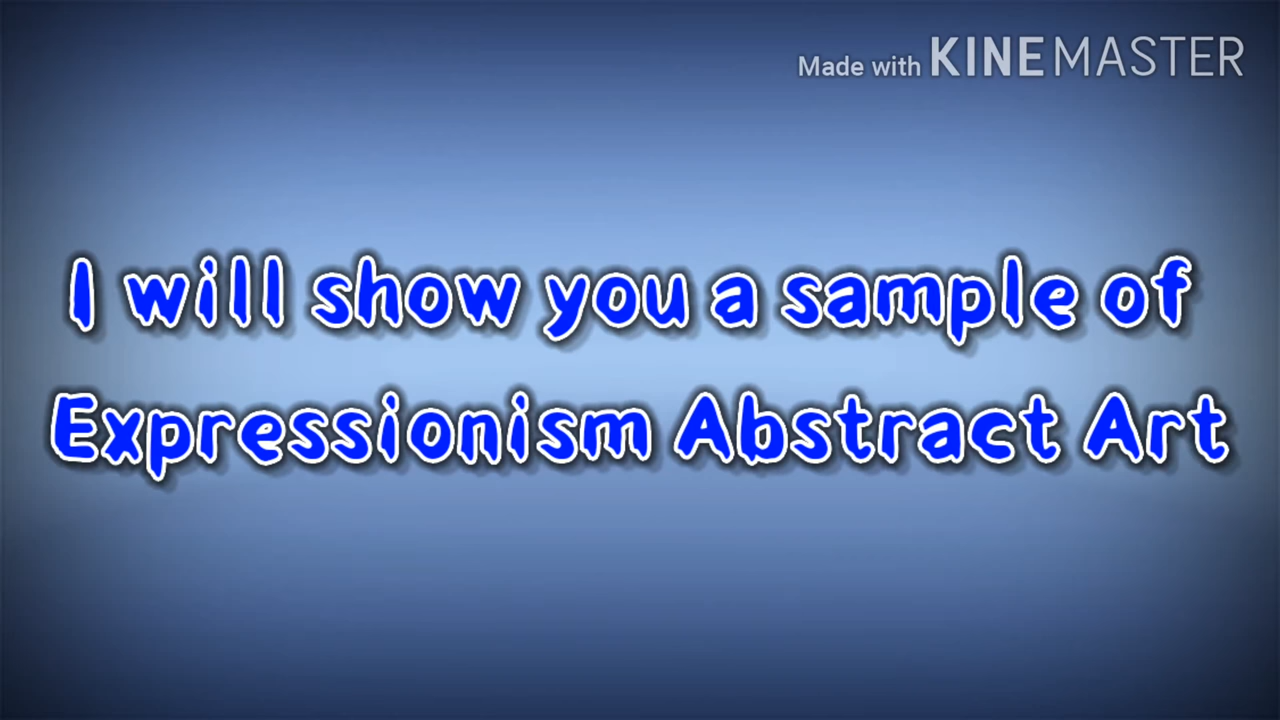 Made with KINEMASTER
I will show you a sample of
Expressionism Abstract Art